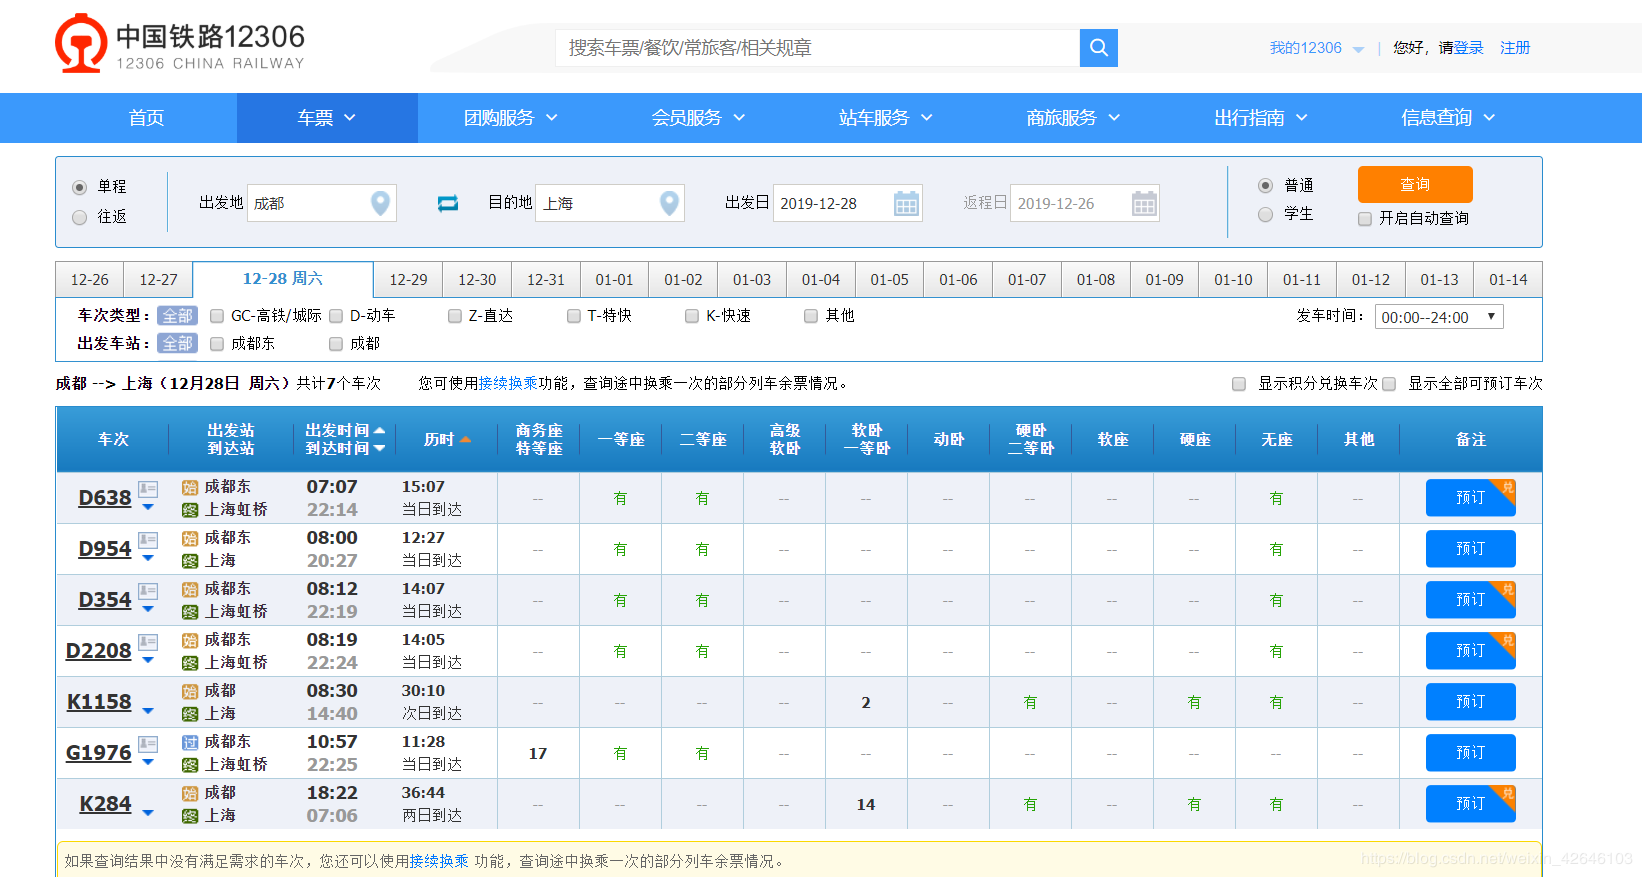 中国铁路12306
12306 CHINA RAILWAY
搜索车票/餐饮/常旅客/相关规章
我的12306 | 您好，请登录 注册
首页 车票 团购服务 会员服务 站车服务 商旅服务 出行指南 信息查询
单程
往返
出发地 成都 目的地 上海 出发日 2019-12-28 返程日 2019-12-26
普通
学生
查询
开启自动查询
12-26 12-27 12-28 周六 12-29 12-30 12-31 01-01 01-02 01-03 01-04 01-05 01-06 01-07 01-08 01-09 01-10 01-11 01-12 01-13 01-14
车次类型： 全部 GC-高铁/城际 D-动车 Z-直达 T-特快 K-快速 其他 发车时间： 00:00--24:00
出发车站： 全部 成都东 成都
成都 --> 上海（12月28日 周六）共计7个车次 您可使用接续换乘功能，查询途中换乘一次的部分列车余票情况。 显示积分兑换车次 显示全部可预订车次
车次 出发站 到达站 出发时间 到达时间 历时 商务座 特等座 一等座 二等座 高级 软卧 软卧 一等卧 动卧 硬卧 二等卧 软座 硬座 无座 其他 备注
D638 始 成都东 07:07 15:07 -- 有 有 -- -- -- -- -- -- 有 -- 预订 兑
终 上海虹桥 22:14 当日到达
D954 始 成都东 08:00 12:27 -- 有 有 -- -- -- -- -- -- 有 -- 预订
终 上海 20:27 当日到达
D354 始 成都东 08:12 14:07 -- 有 有 -- -- -- -- -- -- 有 -- 预订 兑
终 上海虹桥 22:19 当日到达
D2208 始 成都东 08:19 14:05 -- 有 有 -- -- -- -- -- -- 有 -- 预订 兑
终 上海虹桥 22:24 当日到达
K1158 始 成都 08:30 30:10 -- -- -- -- 2 -- 有 -- 有 有 -- 预订
终 上海 14:40 次日到达
G1976 过 成都东 10:57 11:28 17 有 有 -- -- -- -- -- -- -- -- 预订
终 上海虹桥 22:25 当日到达
K284 始 成都 18:22 36:44 -- -- -- -- 14 -- 有 -- 有 有 -- 预订 兑
终 上海 07:06 两日到达
如果查询结果中没有满足需求的车次，您还可以使用接续换乘 功能，查询途中换乘一次的部分列车余票情况。
https://blog.csdn.net/weixin_42646103